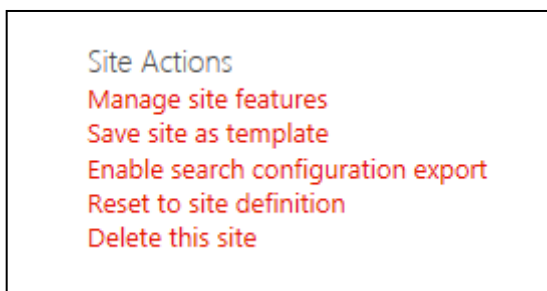 Site Actions
Manage site features
Save site as template
Enable search configuration export
Reset to site definition
Delete this site